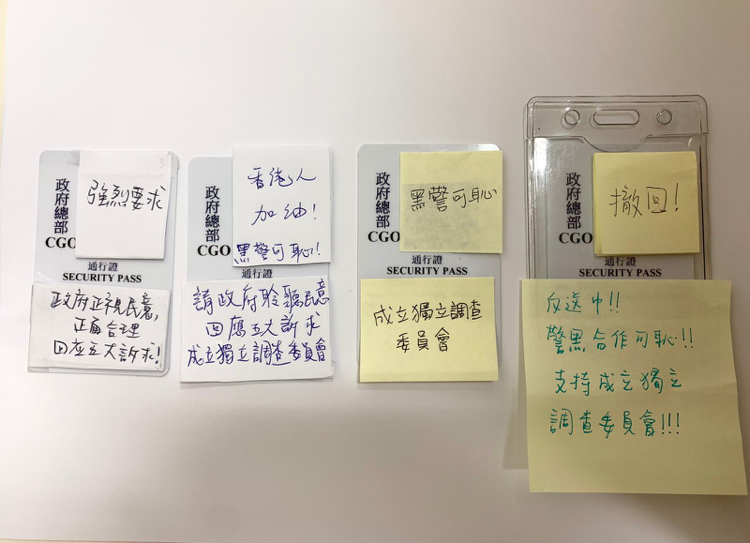 政府總部
CGO
通行證
SECURITY PASS
強烈要求
政府正視民意,
正面合理
回应五大訴求!
政府總部
CGO
通行證
SECURITY PASS
香港人
加油!
黑警可恥!
請政府聆聽民意
回應五大訴求
成立獨立調查委員會
政府總部
CGO
通行證
SECURITY PASS
黑警可恥
成立獨立調查
委員會
政府總部
CGO
通行證
SECURITY PASS
撤回!
反送中!!
警黑合作可恥!!
支持成立獨立
調查委員會!!!